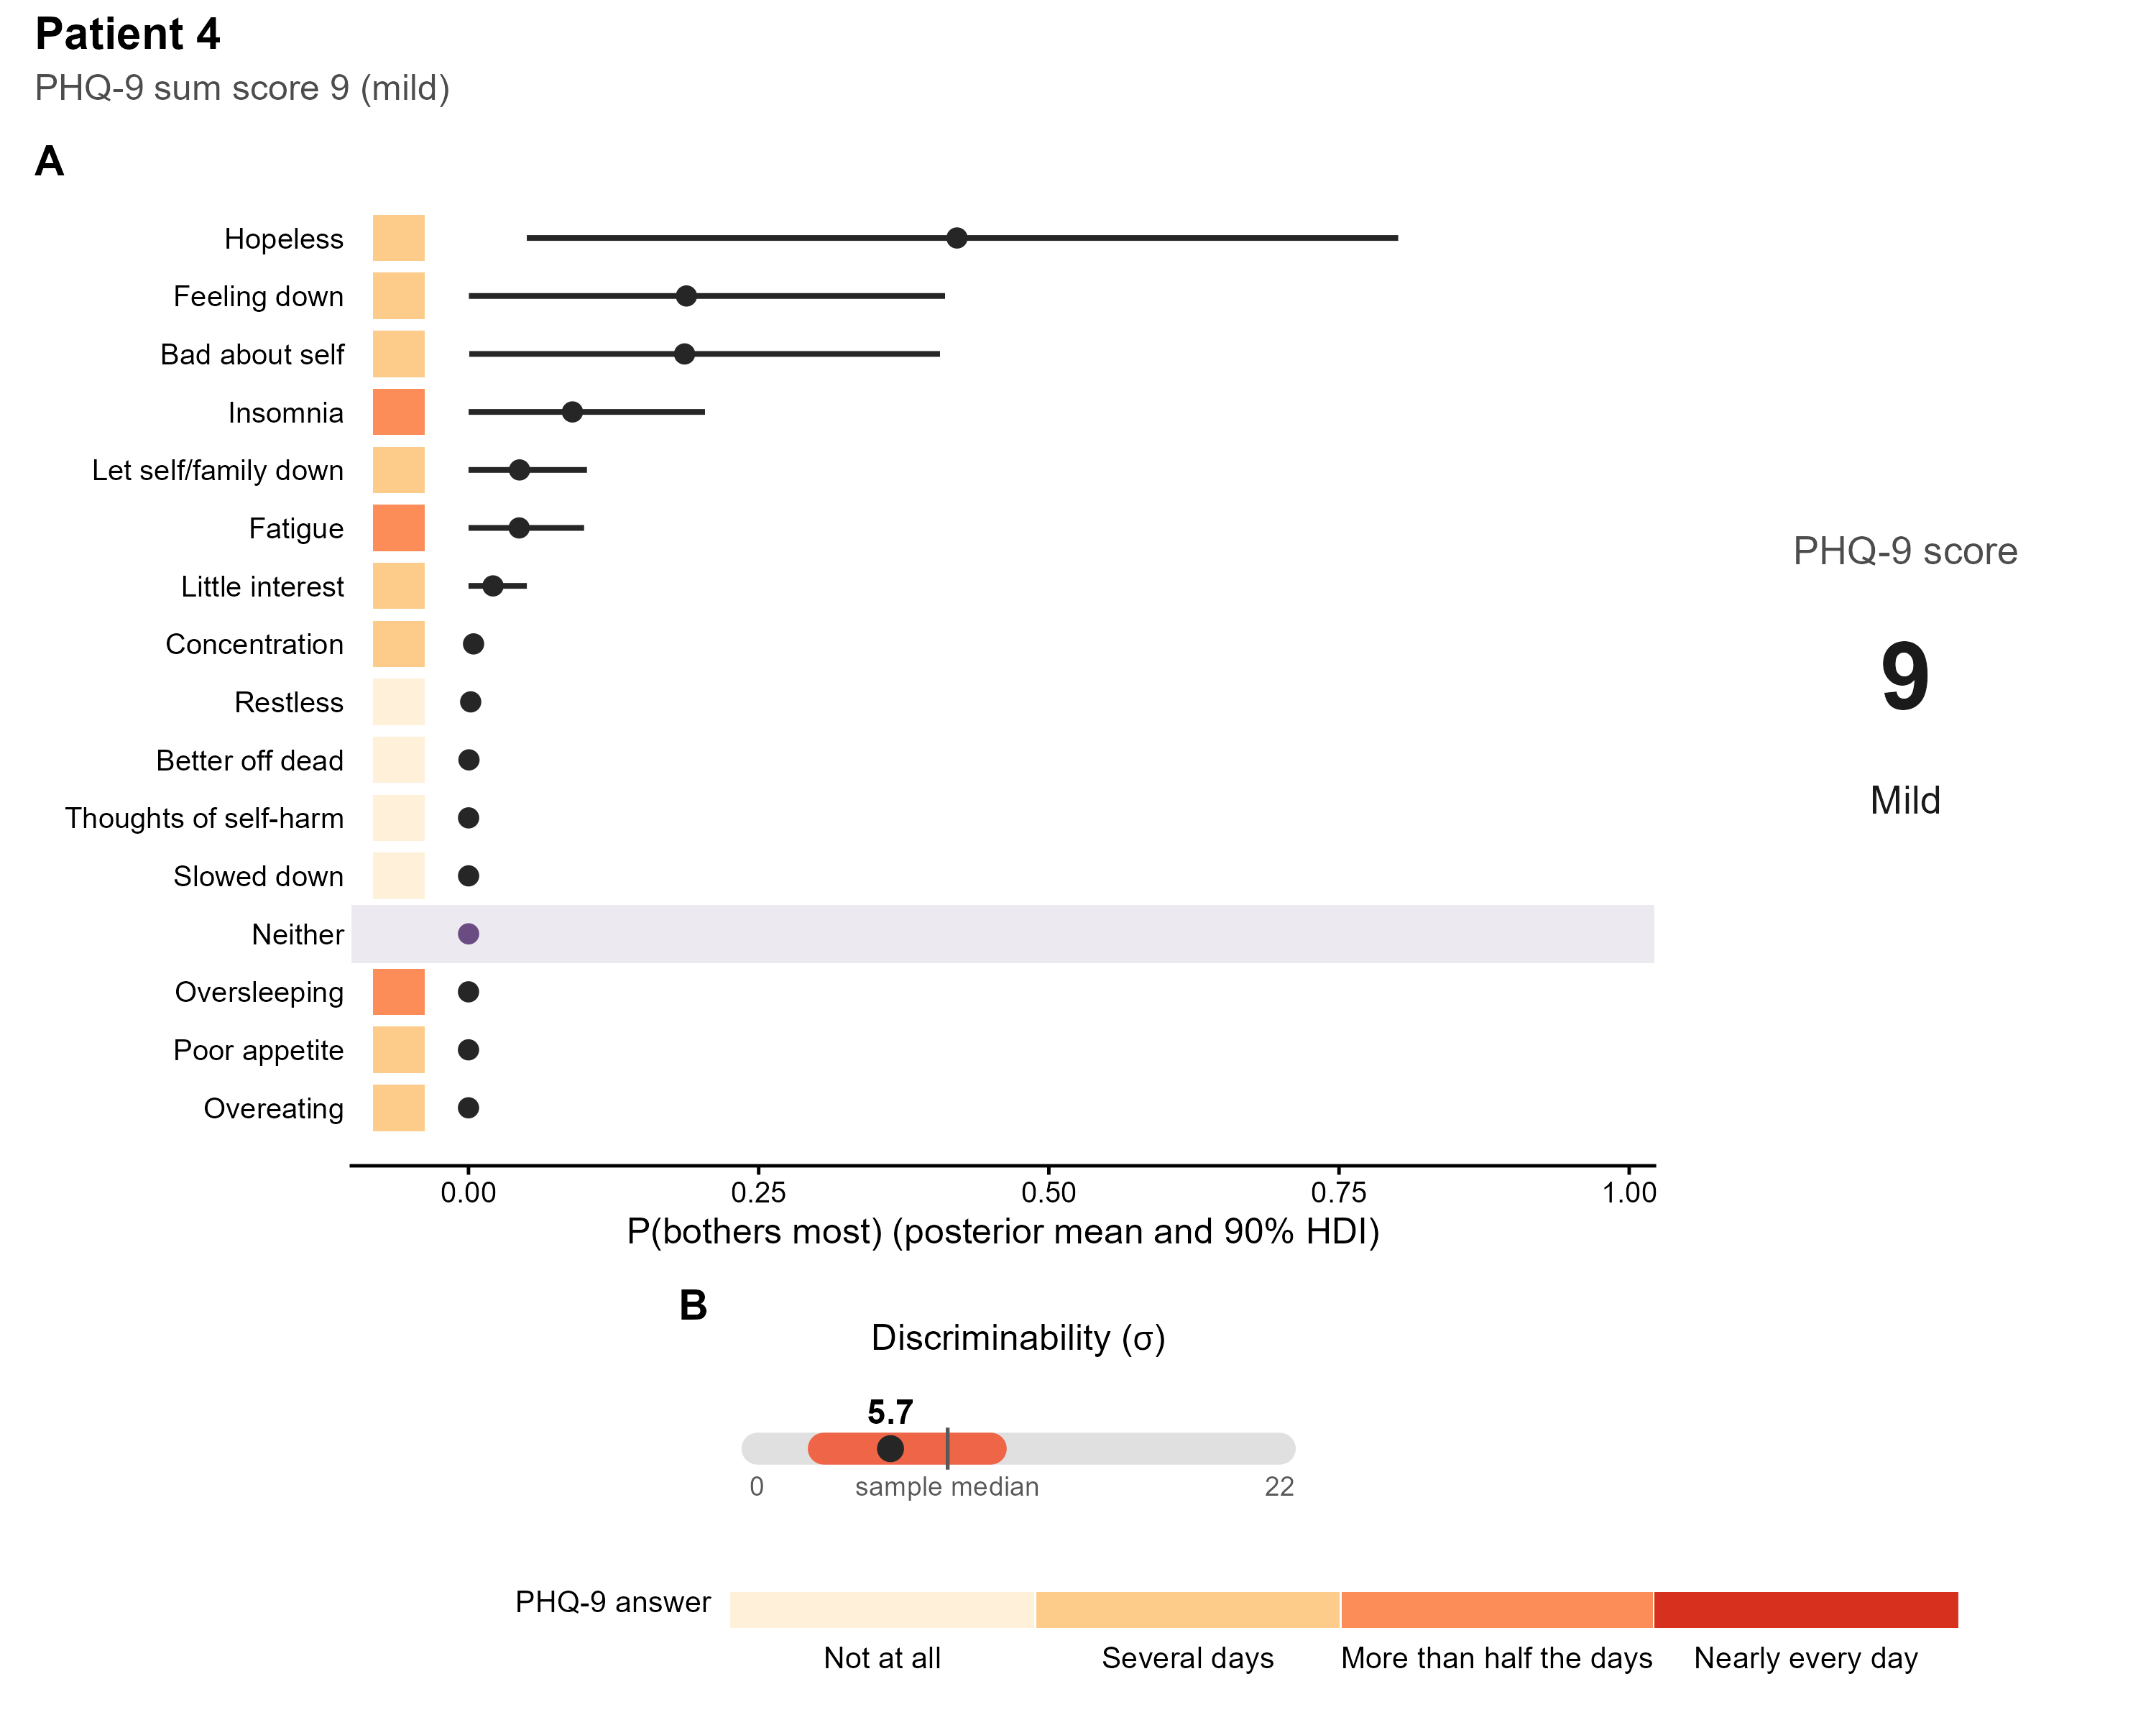 Patient 4
PHQ-9 sum score 9 (mild)
A
Hopeless
Feeling down
Bad about self
Insomnia
Let self/family down
Fatigue
Little interest
Concentration
Restless
Better off dead
Thoughts of self-harm
Slowed down
Neither
Oversleeping
Poor appetite
Overeating
0.00 0.25 0.50 0.75 1.00
P(bothers most) (posterior mean and 90% HDI)
PHQ-9 score
9
Mild
B
Discriminability (σ)
5.7
0 sample median 22
PHQ-9 answer
Not at all Several days More than half the days Nearly every day